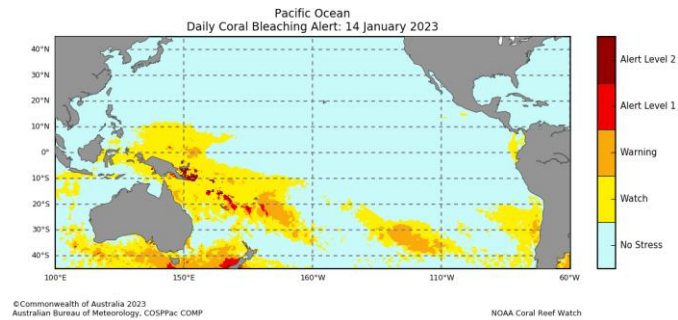 Pacific Ocean
Daily Coral Bleaching Alert: 14 January 2023
40°N
30°N
20°N
10°N
0°
10°S
20°S
30°S
40°S
100°E
150°E
160°W
110°W
60°W
Alert Level 2
Alert Level 1
Warning
Watch
No Stress
©Commonwealth of Australia 2023
Australian Bureau of Meteorology, COSPPac COMP
NOAA Coral Reef Watch